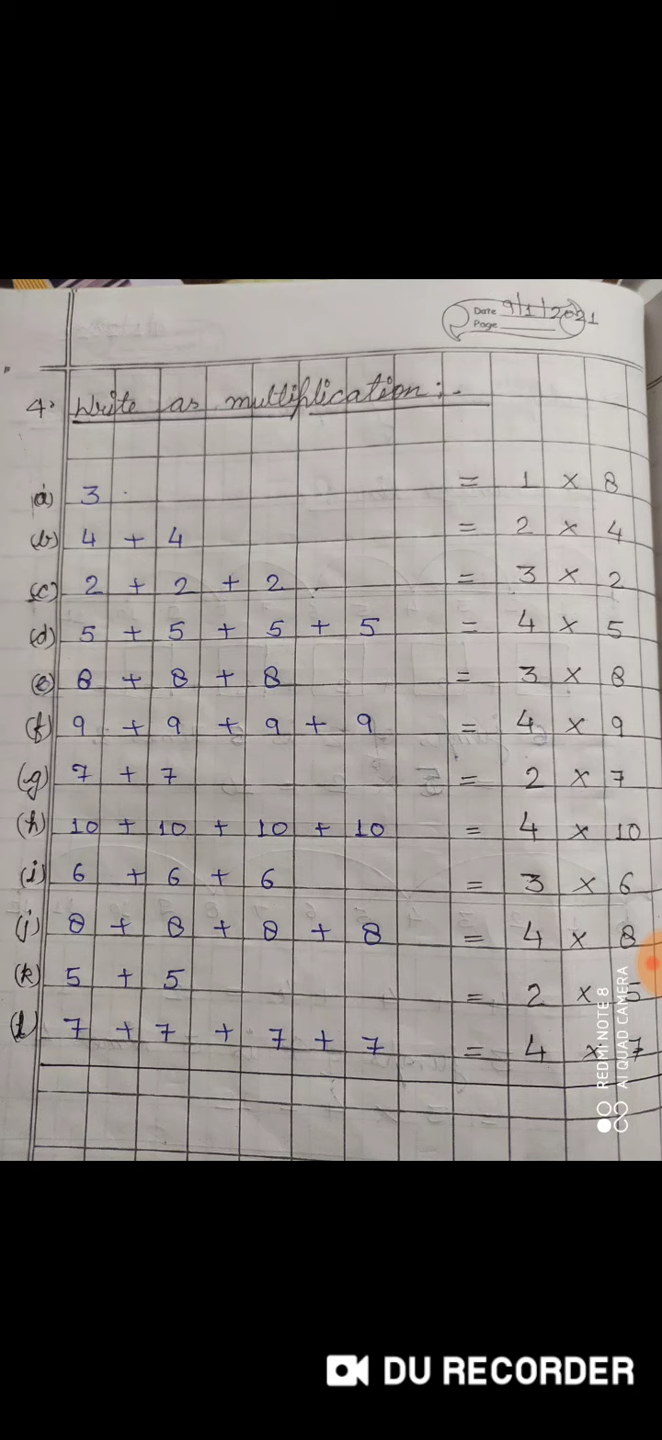 Date 9/1/2021
Page
4. Write as multiplication :-
(a) 3 = 1 × 8
(b) 4 + 4 = 2 × 4
(c) 2 + 2 + 2 = 3 × 2
(d) 5 + 5 + 5 + 5 = 4 × 5
(e) 8 + 8 + 8 = 3 × 8
(f) 9 + 9 + 9 + 9 = 4 × 9
(g) 7 + 7 = 2 × 7
(h) 10 + 10 + 10 + 10 = 4 × 10
(i) 6 + 6 + 6 = 3 × 6
(j) 8 + 8 + 8 + 8 = 4 × 8
(k) 5 + 5 = 2 × 5
(l) 7 + 7 + 7 + 7 = 4 × 7
REDMI NOTE 8
AI QUAD CAMERA
DU RECORDER